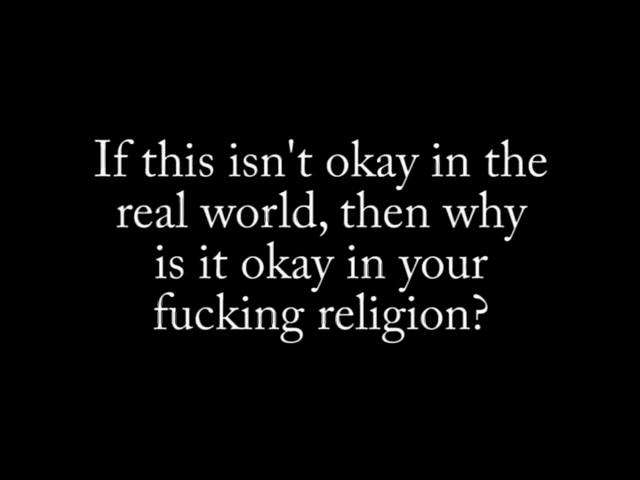 If this isn't okay in the
real world, then why
is it okay in your
fucking religion?